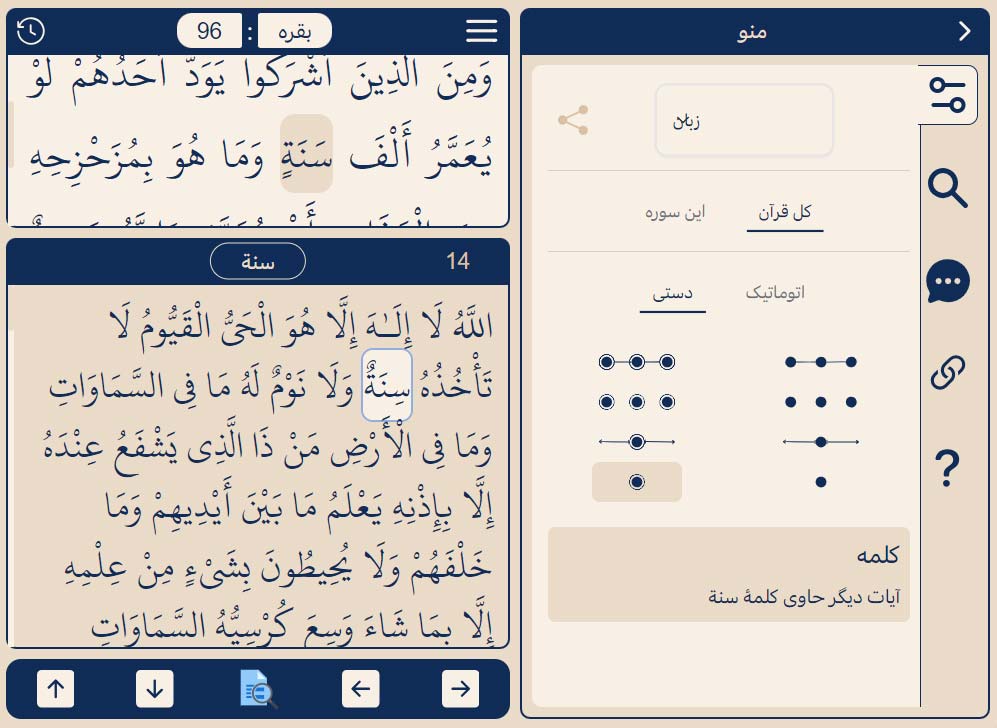 بقره : 96
وَمِنَ الَّذِينَ أَشْرَكُوا يَوَدُّ أَحَدُهُمْ لَوْ
يُعَمَّرُ أَلْفَ سَنَةٍ وَمَا هُوَ بِمُزَحْزِحِهِ
14 سنة
اللَّهُ لَا إِلَـٰهَ إِلَّا هُوَ الْحَيُّ الْقَيُّومُ لَا
تَأْخُذُهُ سِنَةٌ وَلَا نَوْمٌ لَهُ مَا فِى السَّمَاوَاتِ
وَمَا فِى الْأَرْضِ مَنْ ذَا الَّذِى يَشْفَعُ عِنْدَهُ
إِلَّا بِإِذْنِهِ يَعْلَمُ مَا بَيْنَ أَيْدِيهِمْ وَمَا
خَلْفَهُمْ وَلَا يُحِيطُونَ بِشَىْءٍ مِنْ عِلْمِهِ
إِلَّا بِمَا شَاءَ وَسِعَ كُرْسِيُّهُ السَّمَاوَاتِ
منو
زبان
کل قرآن این سوره
اتوماتیک دستی
کلمه
آیات دیگر حاوی کلمهٔ سنة